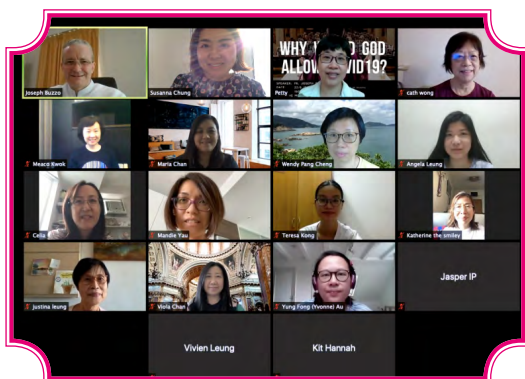 Joseph Buzzo
Susanna Chung
WHY
GOD
ALLOW
VID19?
Petty
cath wong
Meaco Kwok
Maria Chan
Wendy Pang Cheng
Angela Leung
Celia
Mandie Yau
Teresa Kong
Katherine the smiley
justina leung
Viola Chan
Yung Fong (Yvonne) Au
Jasper IP
Vivien Leung
Kit Hannah